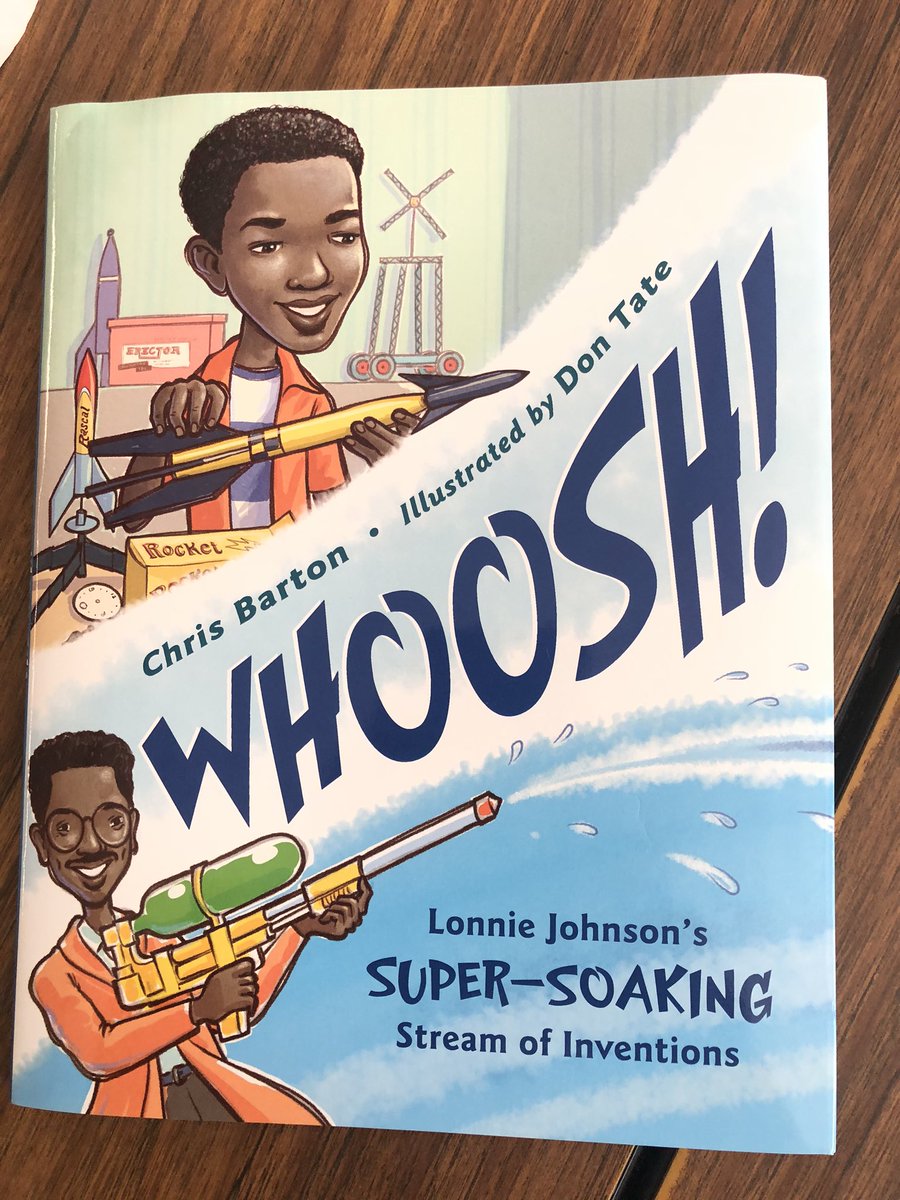 ERECTOR
Rascal
Rocket
Chris Barton • Illustrated by Don Tate
WHOOSH!
Lonnie Johnson's
SUPER-SOAKING
Stream of Inventions